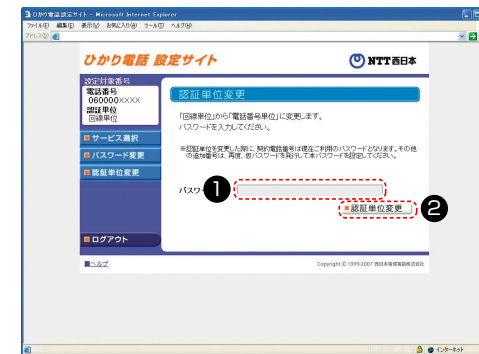 ひかり電話設定サイト - Microsoft Internet Explorer
ファイル(F) 編集(E) 表示(V) お気に入り(A) ツール(T) ヘルプ(H)
アドレス(D)
ひかり電話 設定サイト
NTT西日本
設定対象番号
電話番号
060000××××
認証単位
回線単位
サービス選択
パスワード変更
認証単位変更
ログアウト
認証単位変更
「回線単位」から「電話番号単位」に変更します。
パスワードを入力してください。
※認証単位を変更した際に、契約電話番号は現在ご利用のパスワードとなります。その他
の追加番号は、再度、仮パスワードを発行して本パスワードを設定してください。
パスワー
1
認証単位変更
2
ヘルプ
Copyright © 1999-2007 西日本電信電話株式会社
インターネット